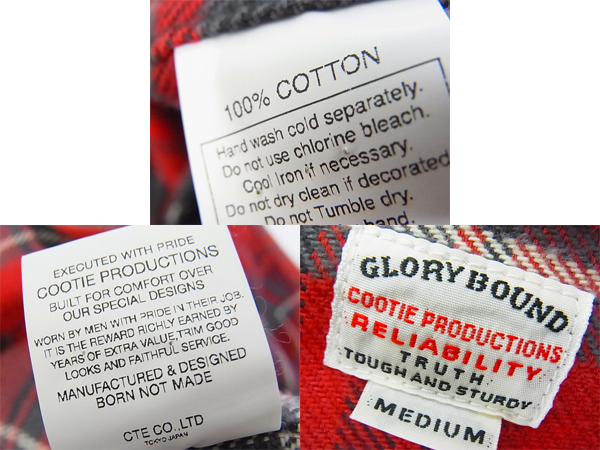 100% COTTON
Hand wash cold separately.
Do not use chlorine bleach.
Cool Iron if necessary.
Do not dry clean if decorated
Do not Tumble dry.
hand.
EXECUTED WITH PRIDE
COOTIE PRODUCTIONS
BUILT FOR COMFORT OVER
OUR SPECIAL DESIGNS
WORN BY MEN WITH PRIDE IN THEIR JOB.
IT IS THE REWARD RICHLY EARNED BY
YEARS OF EXTRA VALUE,TRIM GOOD
LOOKS AND FAITHFUL SERVICE.
MANUFACTURED & DESIGNED
BORN NOT MADE
CTE CO.,LTD
TOKYO JAPAN
GLORY BOUND
COOTIE PRODUCTIONS
RELIABILITY
TRUTH
TOUGH AND STURDY
MEDIUM